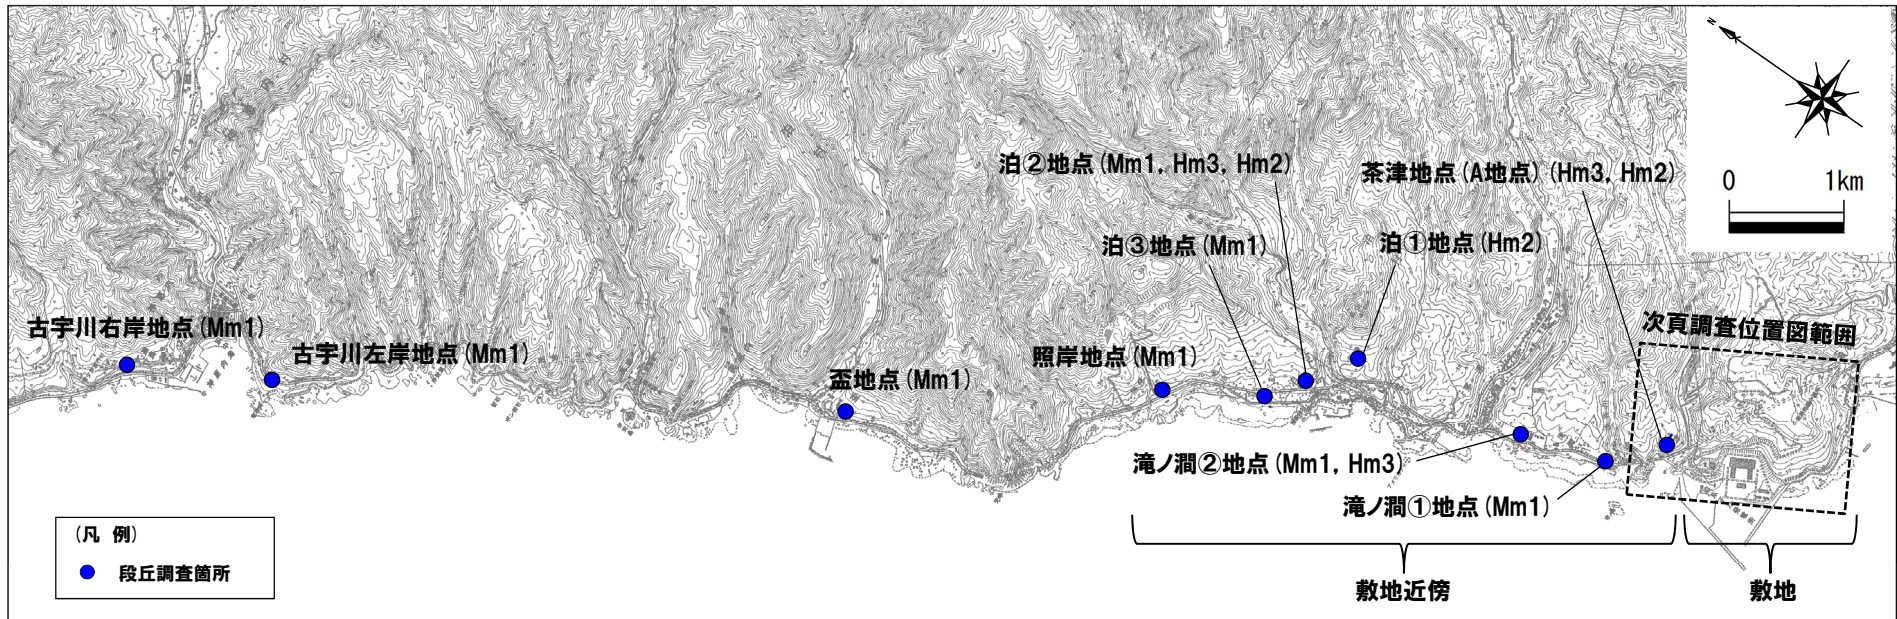 N
0 1km
泊②地点(Mm1, Hm3, Hm2)
茶津地点(A地点)(Hm3, Hm2)
泊③地点(Mm1)
泊①地点(Hm2)
古宇川右岸地点(Mm1)
古宇川左岸地点(Mm1)
盃地点(Mm1)
照岸地点(Mm1)
次頁調査位置図範囲
滝ノ澗②地点(Mm1, Hm3)
滝ノ澗①地点(Mm1)
(凡 例)
段丘調査箇所
敷地近傍
敷地